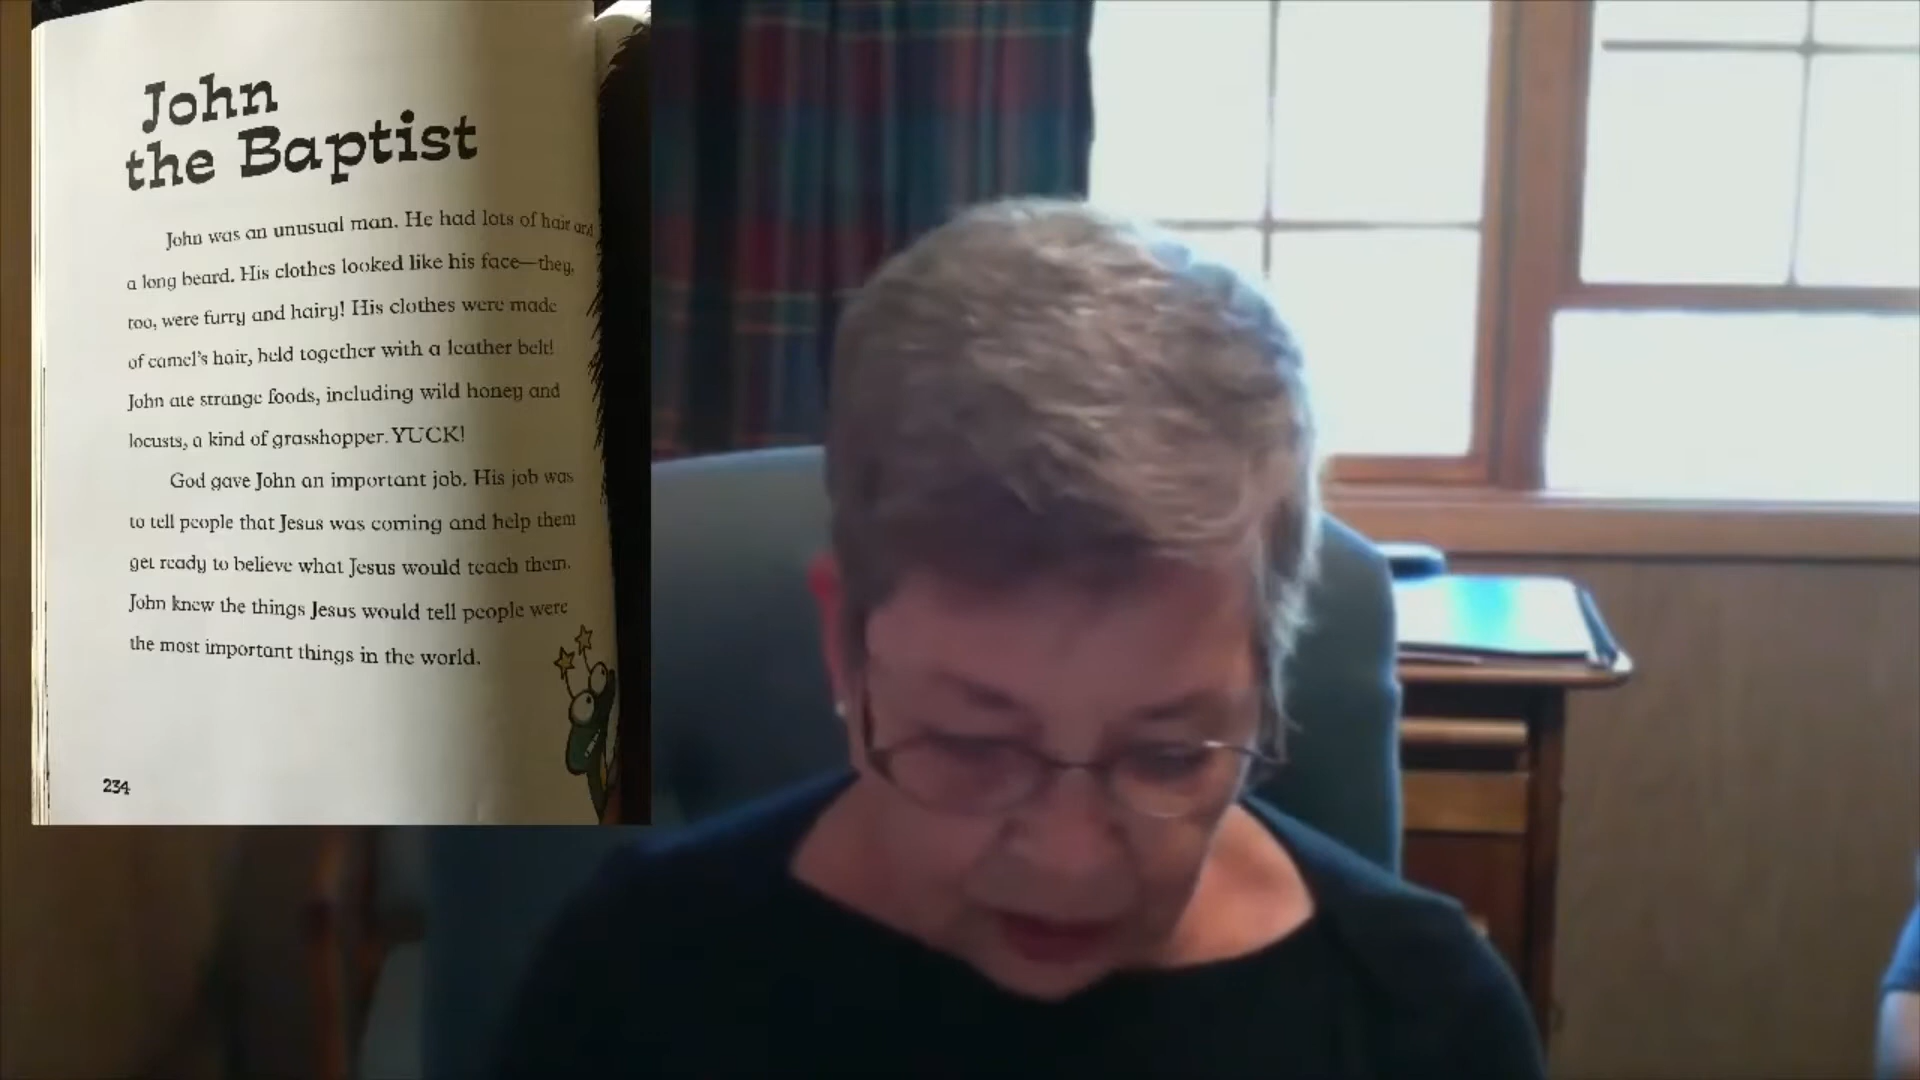 John
the Baptist
John was an unusual man. He had lots of hair and
a long beard. His clothes looked like his face—they,
too, were furry and hairy! His clothes were made
of camel's hair, held together with a leather belt!
John ate strange foods, including wild honey and
locusts, a kind of grasshopper. YUCK!
God gave John an important job. His job was
to tell people that Jesus was coming and help them
get ready to believe what Jesus would teach them.
John knew the things Jesus would tell people were
the most important things in the world.
234